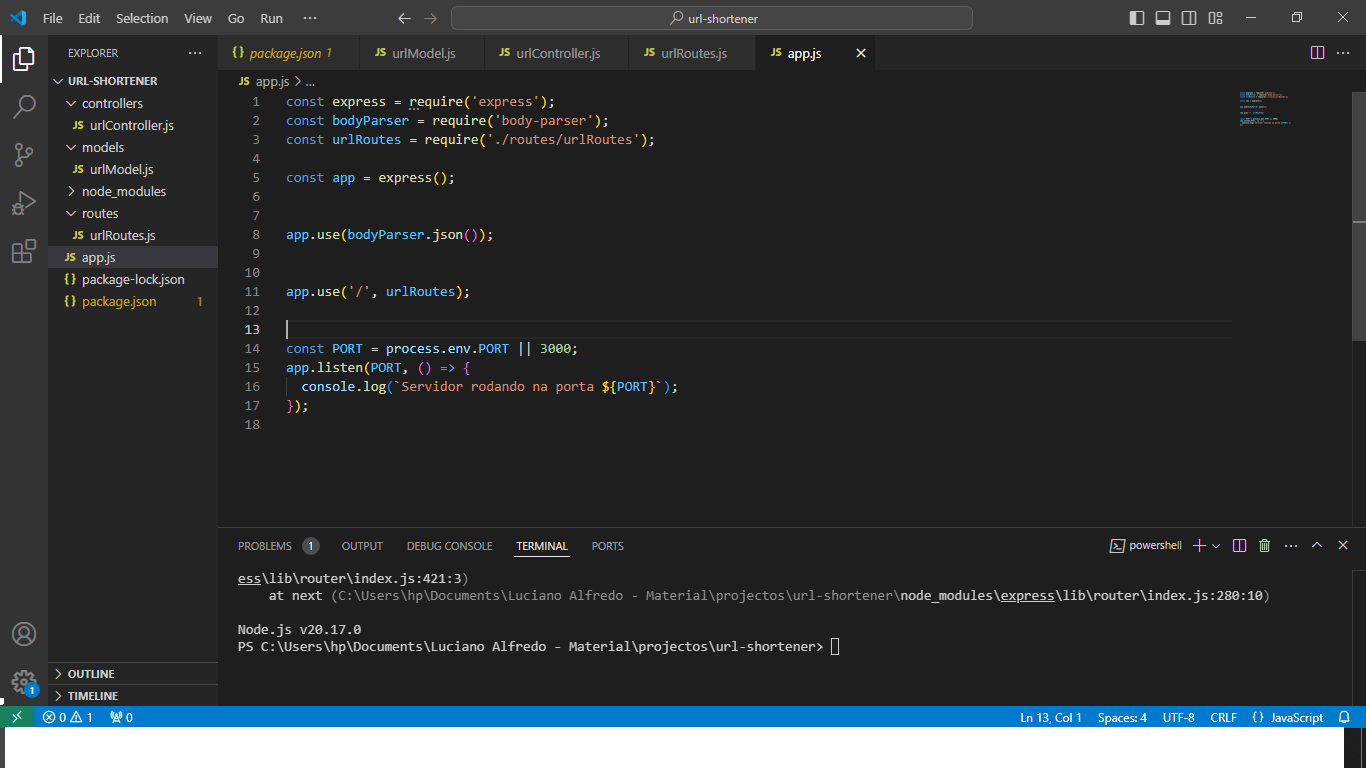 File Edit Selection View Go Run ··· url-shortener
EXPLORER ···
URL-SHORTENER
controllers
JS urlController.js
models
JS urlModel.js
node_modules
routes
JS urlRoutes.js
JS app.js
{} package-lock.json
{} package.json 1
OUTLINE
TIMELINE
{} package.json 1 JS urlModel.js JS urlController.js JS urlRoutes.js JS app.js
JS app.js > ...
1 const express = require('express');
2 const bodyParser = require('body-parser');
3 const urlRoutes = require('./routes/urlRoutes');
4
5 const app = express();
6
7
8 app.use(bodyParser.json());
9
10
11 app.use('/', urlRoutes);
12
13
14 const PORT = process.env.PORT || 3000;
15 app.listen(PORT, () => {
16 console.log(`Servidor rodando na porta ${PORT}`);
17 });
18
PROBLEMS 1 OUTPUT DEBUG CONSOLE TERMINAL PORTS powershell
ess\lib\router\index.js:421:3)
at next (C:\Users\hp\Documents\Luciano Alfredo - Material\projectos\url-shortener\node_modules\express\lib\router\index.js:280:10)
Node.js v20.17.0
PS C:\Users\hp\Documents\Luciano Alfredo - Material\projectos\url-shortener>
1
0 1 0 Ln 13, Col 1 Spaces: 4 UTF-8 CRLF {} JavaScript